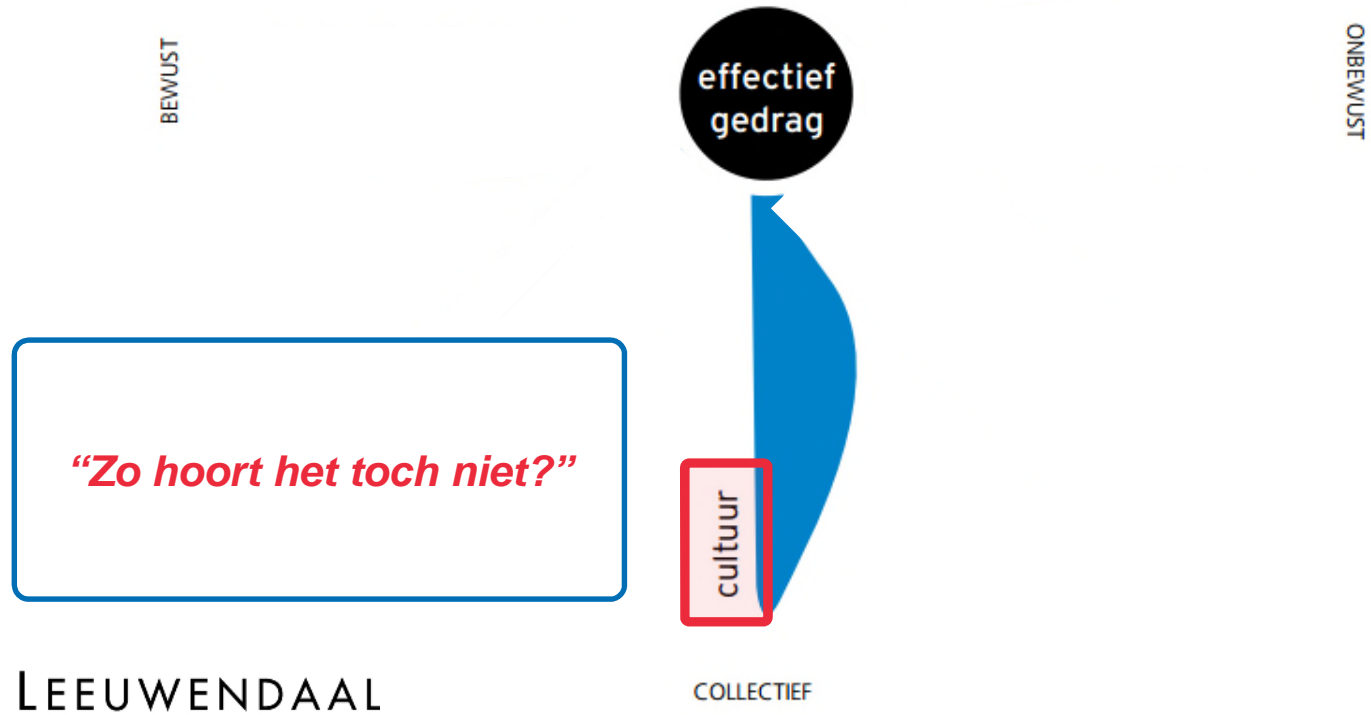 BEWUST
effectief
gedrag
ONBEWUST
“Zo hoort het toch niet?”
cultuur
LEEUWENDAAL
COLLECTIEF